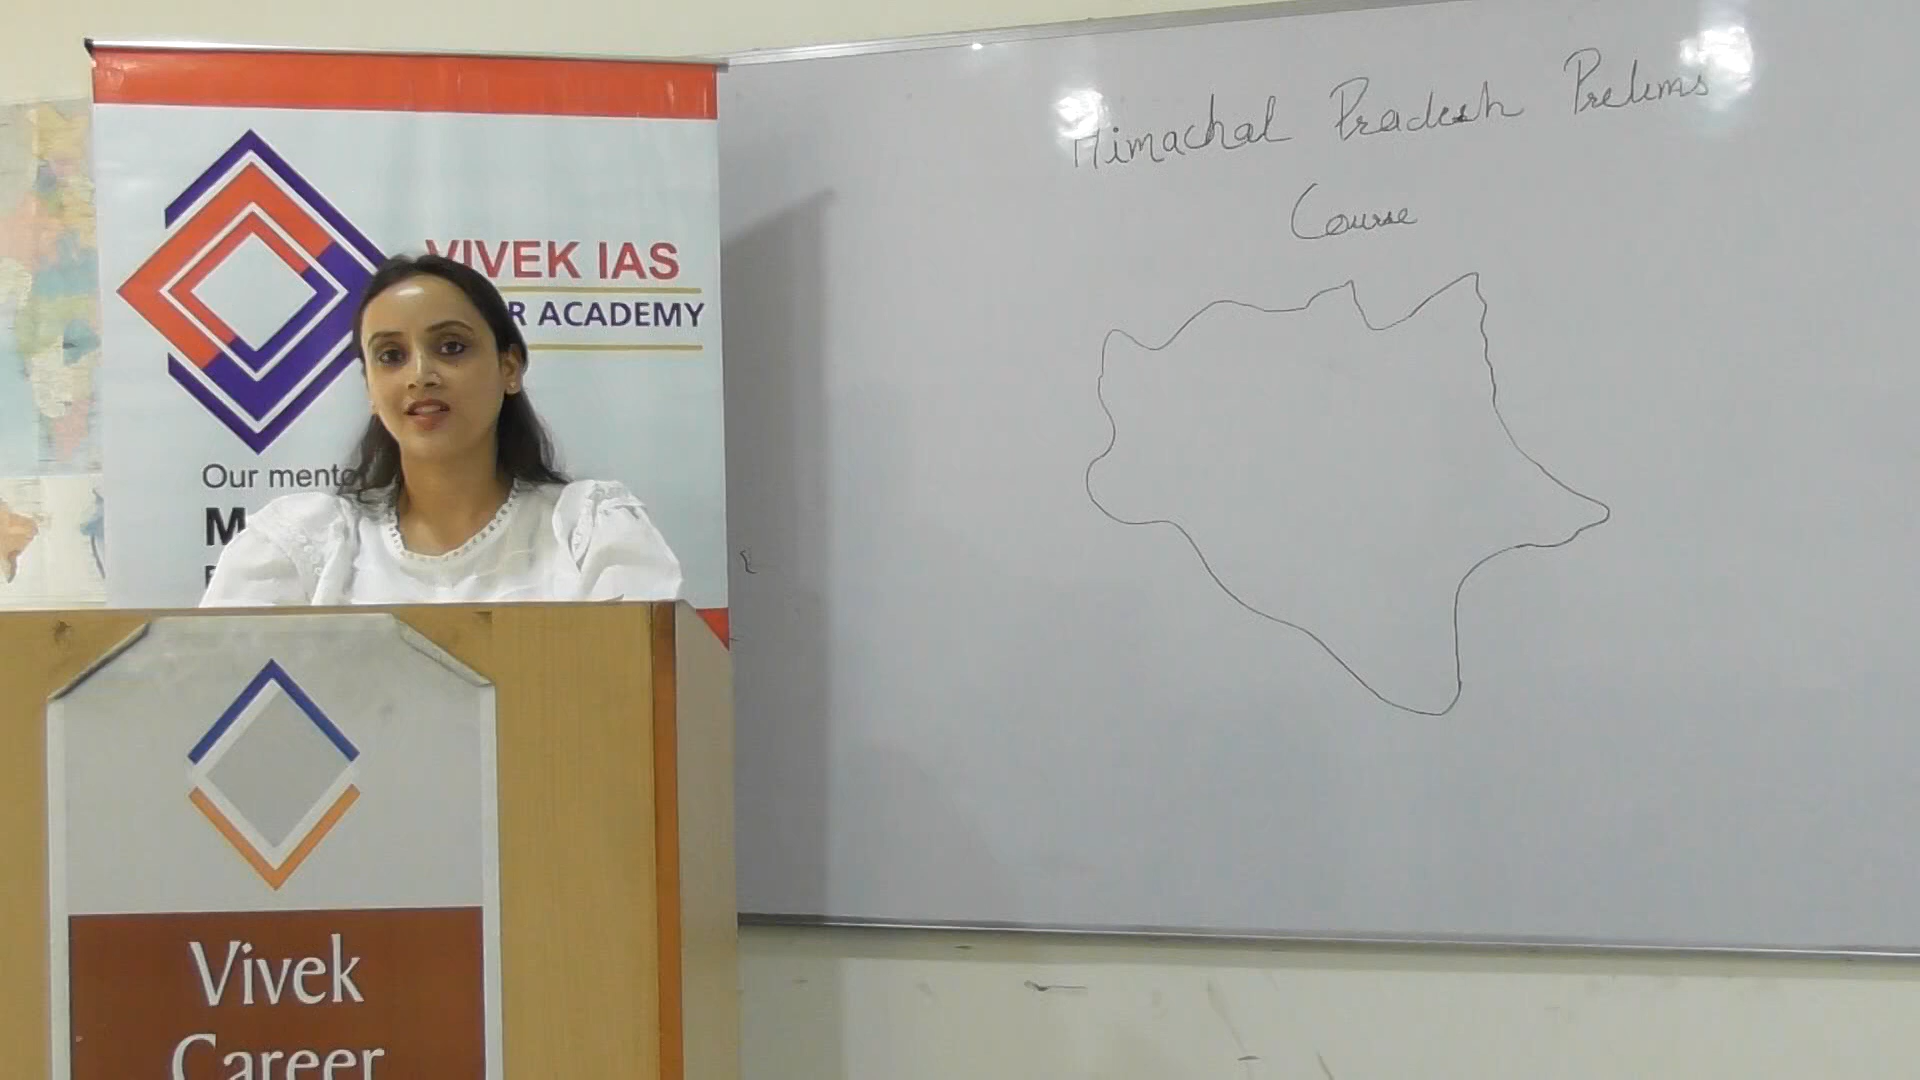 VIVEK IAS
R ACADEMY
Our mento
M
Vivek
Career
Himachal Pradesh Prelims
Course